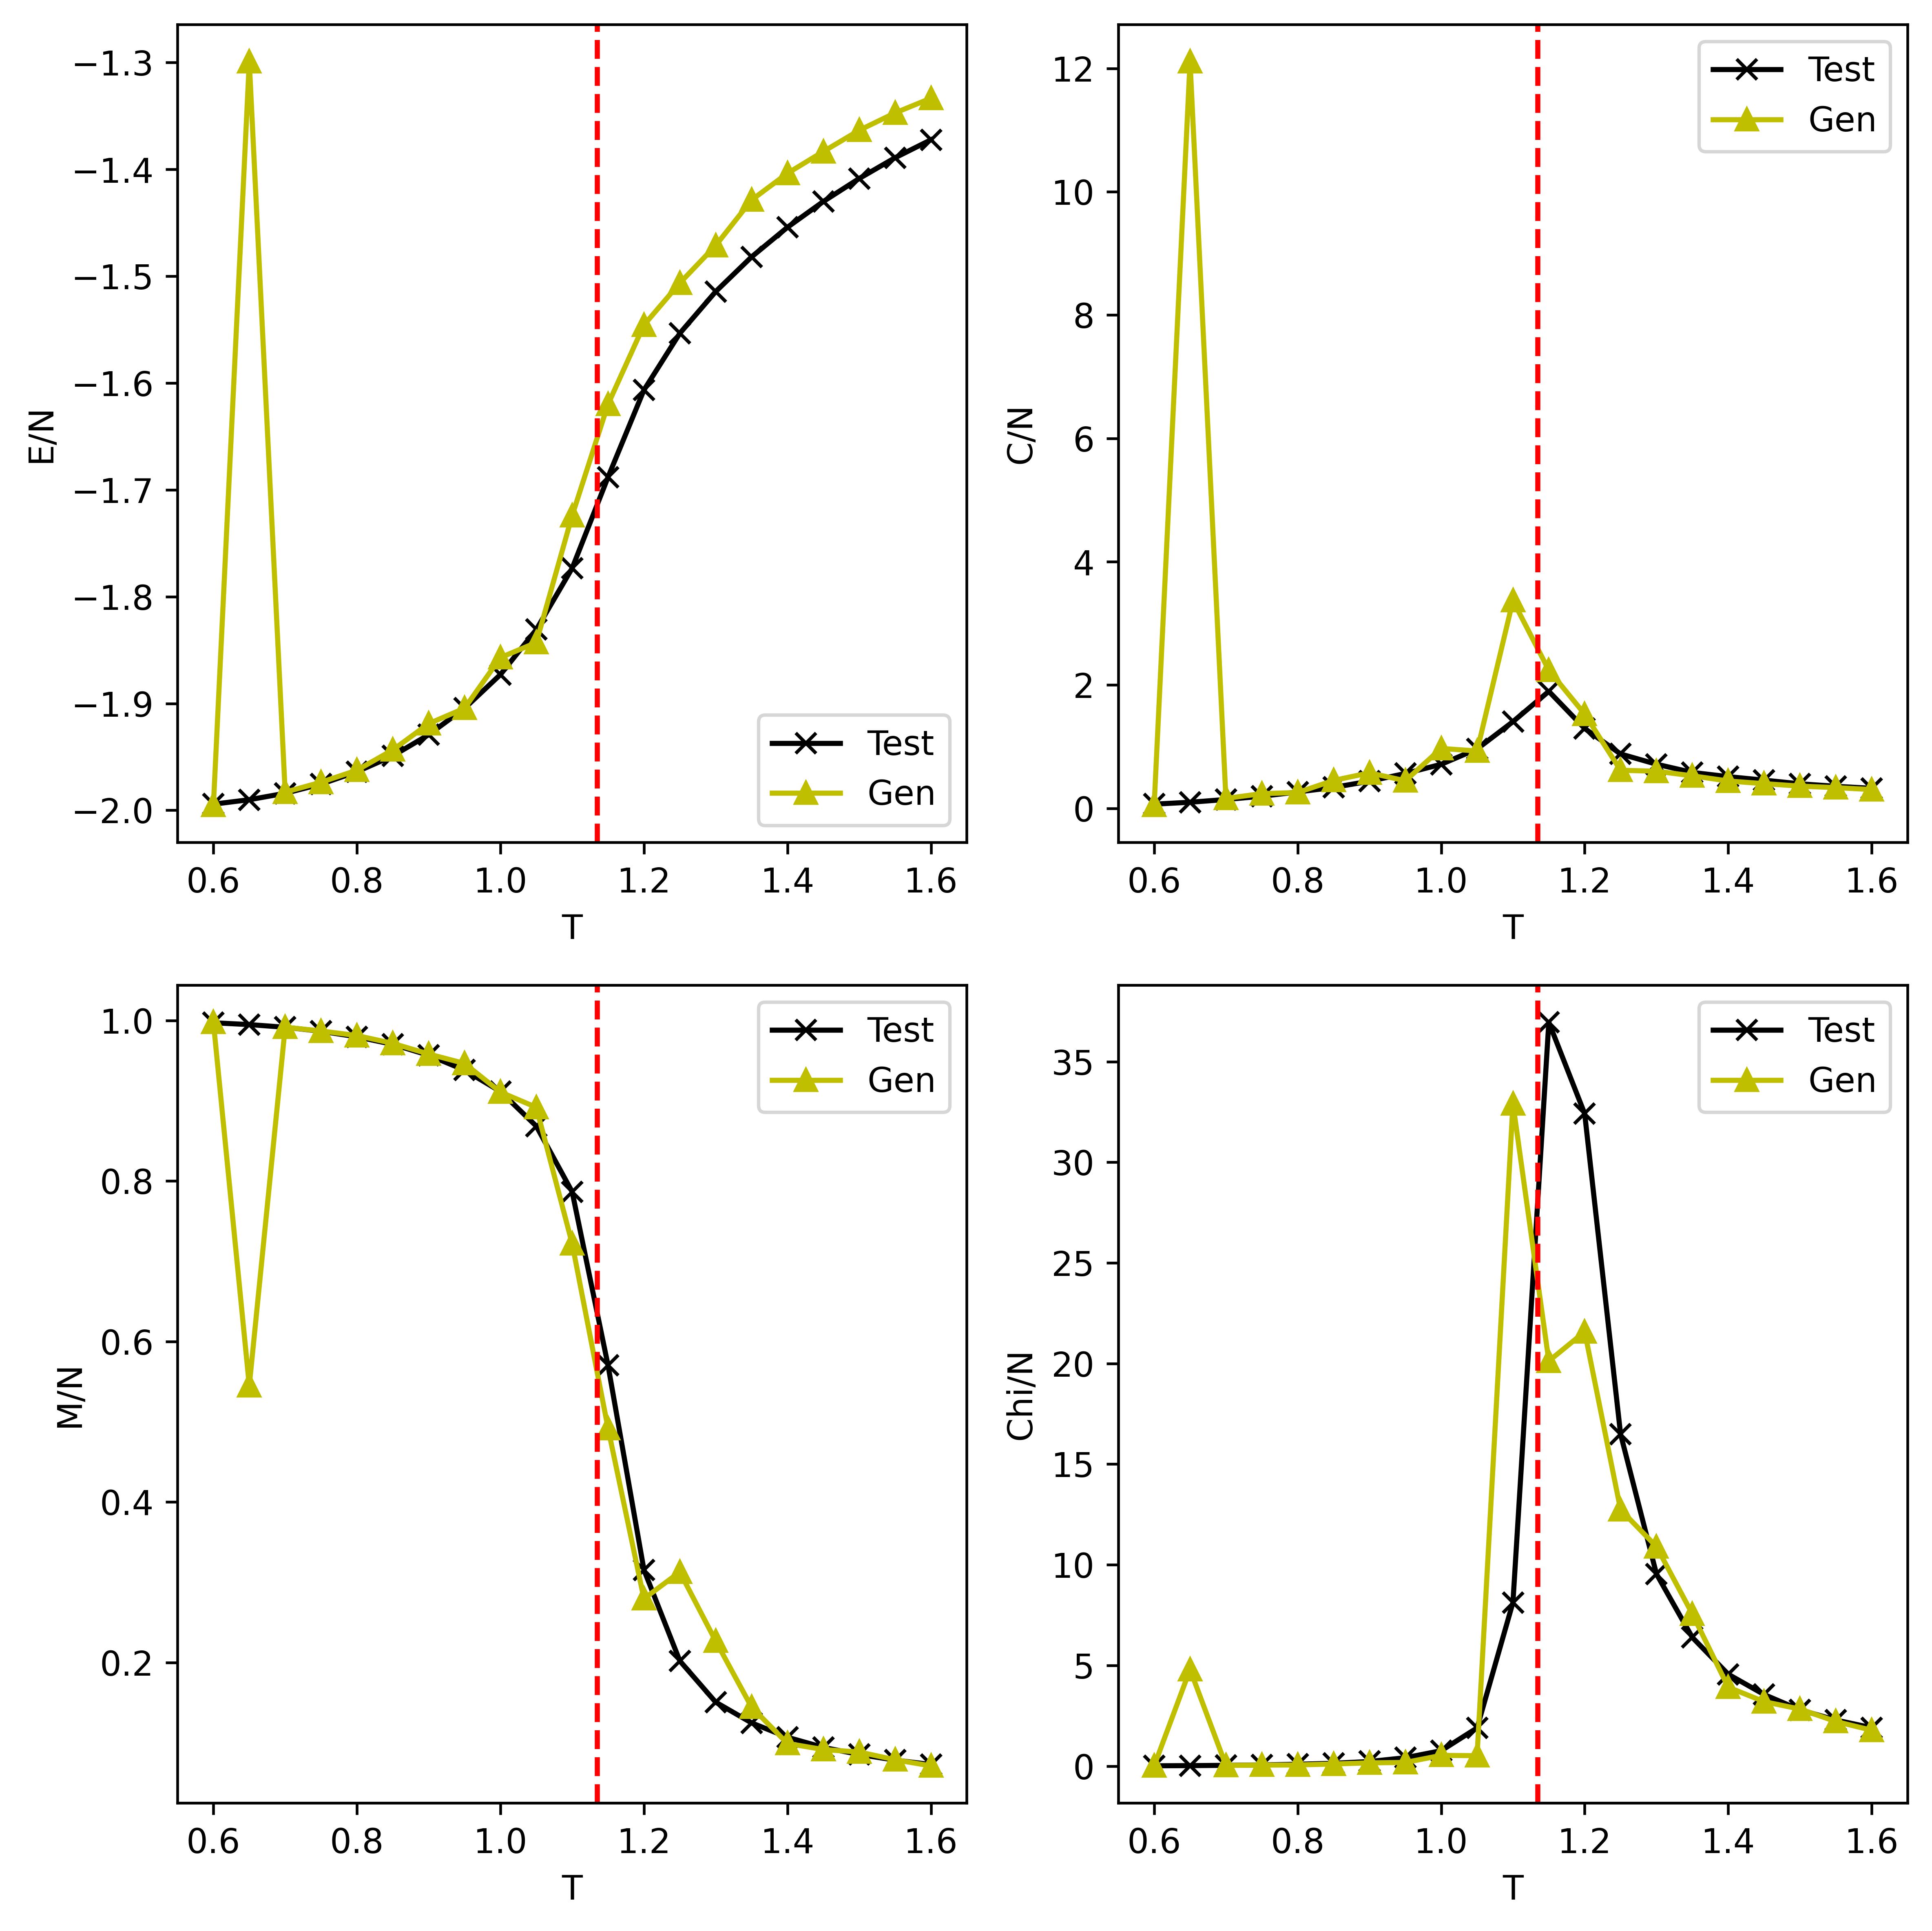 E/N
−1.3
−1.4
−1.5
−1.6
−1.7
−1.8
−1.9
−2.0
0.6 0.8 1.0 1.2 1.4 1.6
T
Test
Gen
C/N
12
10
8
6
4
2
0
0.6 0.8 1.0 1.2 1.4 1.6
T
Test
Gen
M/N
1.0
0.8
0.6
0.4
0.2
0.6 0.8 1.0 1.2 1.4 1.6
T
Test
Gen
Chi/N
35
30
25
20
15
10
5
0
0.6 0.8 1.0 1.2 1.4 1.6
T
Test
Gen